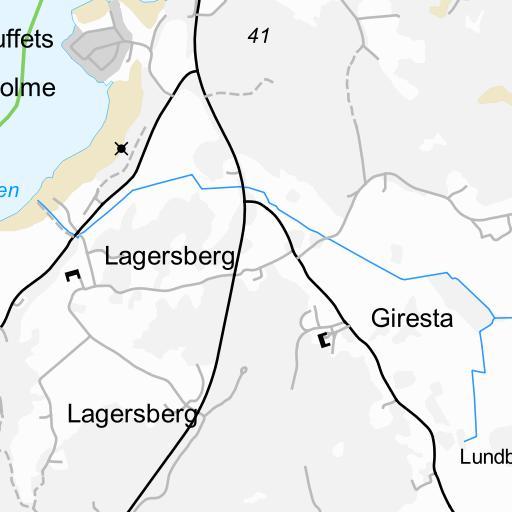 uffets
41
olme
en
Lagersberg
Giresta
Lagersberg
Lundb